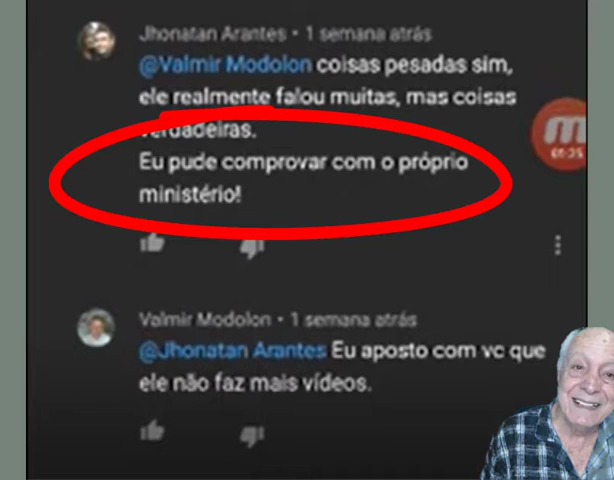 Jhonatan Arantes • 1 semana atrás
@Valmir Modolon coisas pesadas sim,
ele realmente falou muitas, mas coisas
verdadeiras.
Eu pude comprovar com o próprio
ministério!
Valmir Modolon • 1 semana atrás
@Jhonatan Arantes Eu aposto com vc que
ele não faz mais vídeos.